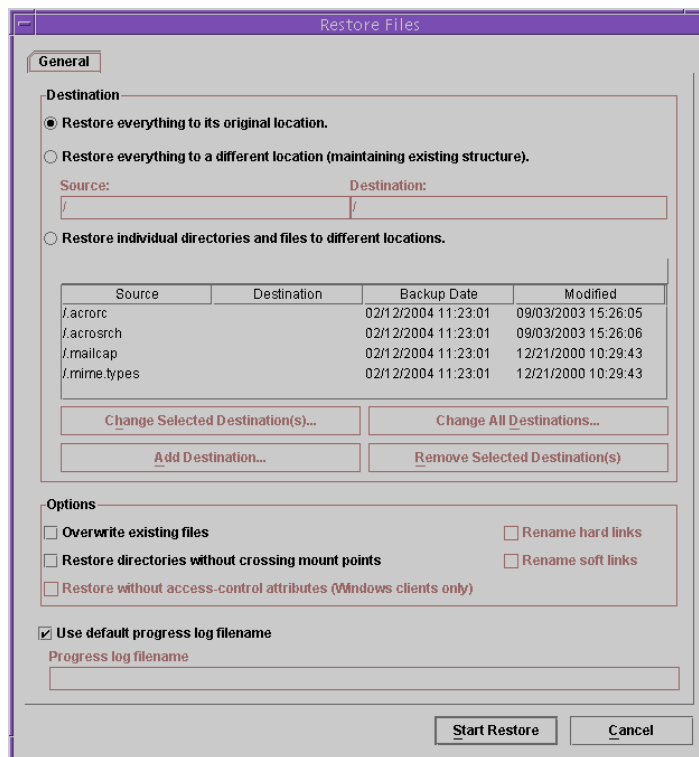 Restore Files
General
Destination
Restore everything to its original location.
Restore everything to a different location (maintaining existing structure).
Source: Destination:
/ /
Restore individual directories and files to different locations.
Source Destination Backup Date Modified
/.acrorc 02/12/2004 11:23:01 09/03/2003 15:26:05
/.acrosrch 02/12/2004 11:23:01 09/03/2003 15:26:06
/.mailcap 02/12/2004 11:23:01 12/21/2000 10:29:43
/.mime.types 02/12/2004 11:23:01 12/21/2000 10:29:43
Change Selected Destination(s)... Change All Destinations...
Add Destination... Remove Selected Destination(s)
Options
Overwrite existing files Rename hard links
Restore directories without crossing mount points Rename soft links
Restore without access-control attributes (Windows clients only)
Use default progress log filename
Progress log filename
Start Restore Cancel